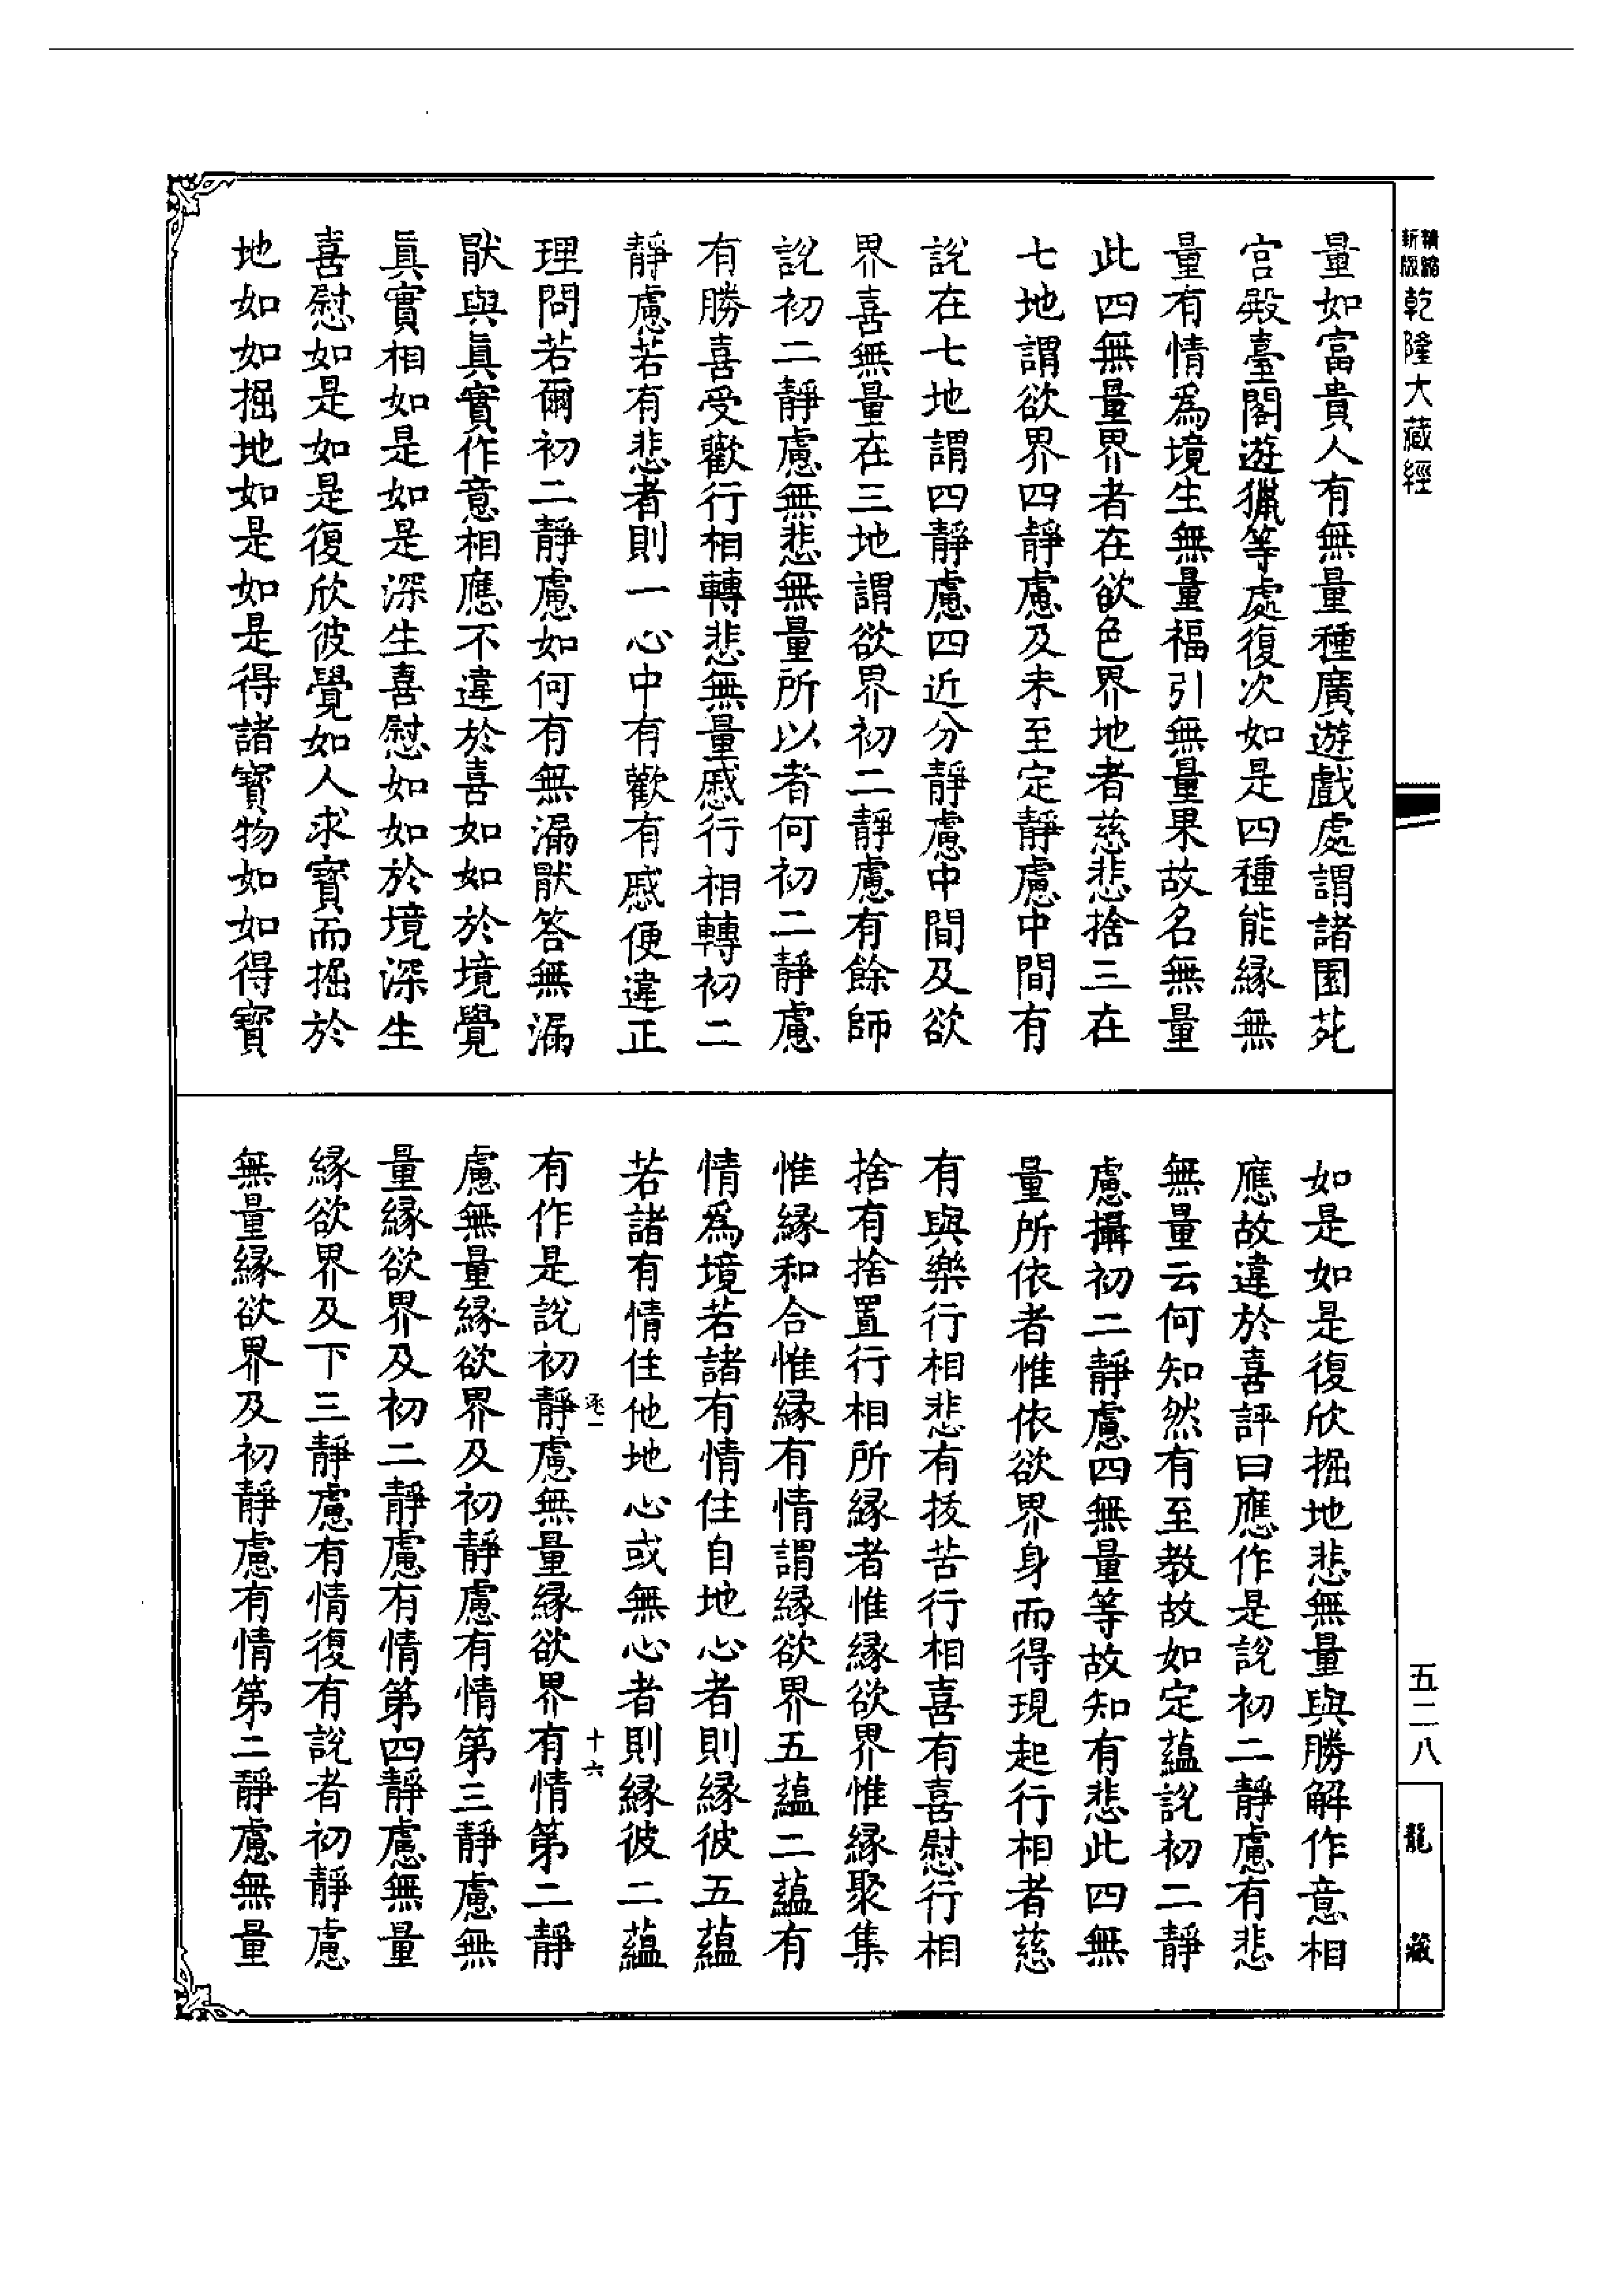 精縮新版乾隆大藏經
五二八
龍藏
量如富貴人有無量種廣遊戲處謂諸園苑
宮殿臺閣遊獵等處復次如是四種能緣無
量有情為境生無量福引無量果故名無量
此四無量界者在欲色界地者慈悲捨三在
七地謂欲界四靜慮及未至定靜慮中間有
說在七地謂四靜慮四近分靜慮中間及欲
界喜無量在三地謂欲界初二靜慮有餘師
說初二靜慮無悲無量所以者何初二靜慮
有勝喜受歡行相轉悲無量慼行相轉初二
靜慮若有悲者則一心中有歡有慼便違正
理問若爾初二靜慮如何有無漏猒答無漏
猒與眞實作意相應不違於喜如如於境覺
眞實相如是如是深生喜慰如如於境深生
喜慰如是如是復欣彼覺如人求寶而掘於
地如如掘地如是如是得諸寶物如如得寶
如是如是復欣掘地悲無量與勝解作意相
應故違於喜評曰應作是說初二靜慮有悲
無量云何知然有至教故如定蘊說初二靜
慮攝初二靜慮四無量等故知有悲此四無
量所依者惟依欲界身而得現起行相者慈
有與樂行相悲有拔苦行相喜有喜慰行相
捨有捨置行相所緣者惟緣欲界惟緣聚集
惟緣和合惟緣有情謂緣欲界五蘊二蘊有
情為境若諸有情住自地心者則緣彼五蘊
若諸有情住他地心或無心者則緣彼二蘊
十六
有作是說初靜慮無量緣欲界有情第二靜
慮無量緣欲界及初靜慮有情第三靜慮無
量緣欲界及初二靜慮有情第四靜慮無量
緣欲界及下三靜慮有情復有說者初靜慮
無量緣欲界及初靜慮有情第二靜慮無量